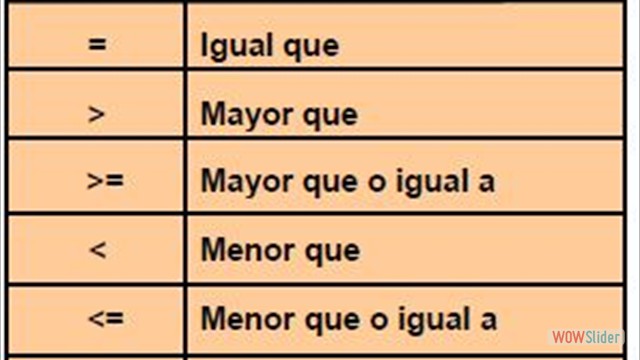 = Igual que
> Mayor que
>= Mayor que o igual a
< Menor que
<= Menor que o igual a
WOWSlider